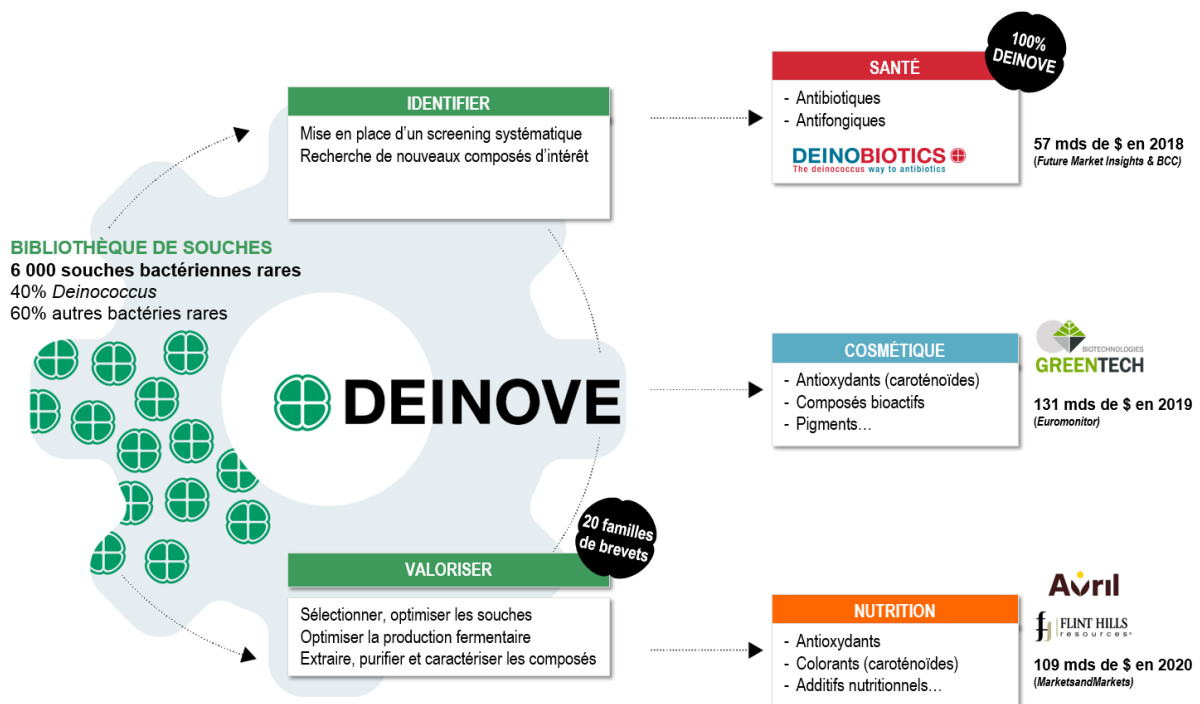 BIBLIOTHÈQUE DE SOUCHES
6 000 souches bactériennes rares
40% Deinococcus
60% autres bactéries rares
IDENTIFIER
Mise en place d’un screening systématique
Recherche de nouveaux composés d’intérêt
DEINOVE
20 familles
de brevets
VALORISER
Sélectionner, optimiser les souches
Optimiser la production fermentaire
Extraire, purifier et caractériser les composés
100%
DEINOVE
SANTÉ
- Antibiotiques
- Antifongiques
DEINOBIOTICS
The deinococcus way to antibiotics
57 mds de $ en 2018
(Future Market Insights & BCC)
COSMÉTIQUE
- Antioxydants (caroténoïdes)
- Composés bioactifs
- Pigments…
BIOTECHNOLOGIES
GREENTECH
131 mds de $ en 2019
(Euromonitor)
NUTRITION
- Antioxydants
- Colorants (caroténoïdes)
- Additifs nutritionnels…
Avril
FLINT HILLS
resources
109 mds de $ en 2020
(MarketsandMarkets)